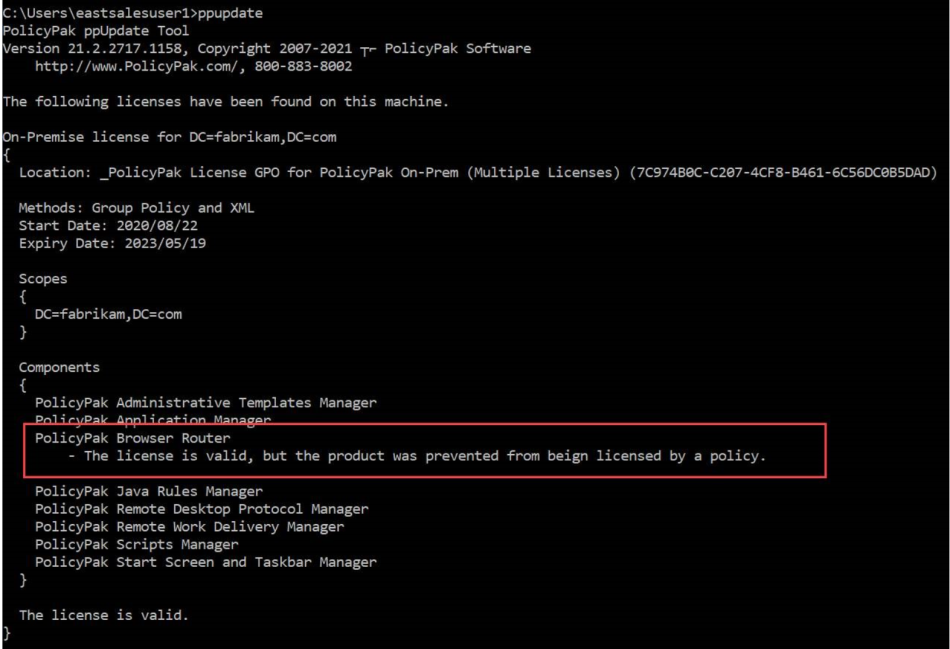 C:\Users\eastsalesuser1>ppupdate
PolicyPak ppUpdate Tool
Version 21.2.2717.1158, Copyright 2007-2021 ┬⌐ PolicyPak Software
http://www.PolicyPak.com/, 800-883-8002
The following licenses have been found on this machine.
On-Premise license for DC=fabrikam,DC=com
{
Location: _PolicyPak License GPO for PolicyPak On-Prem (Multiple Licenses) (7C974B0C-C207-4CF8-B461-6C56DC0B5DAD)
Methods: Group Policy and XML
Start Date: 2020/08/22
Expiry Date: 2023/05/19
Scopes
{
DC=fabrikam,DC=com
}
Components
{
PolicyPak Administrative Templates Manager
PolicyPak Application Manager
PolicyPak Browser Router
- The license is valid, but the product was prevented from beign licensed by a policy.
PolicyPak Java Rules Manager
PolicyPak Remote Desktop Protocol Manager
PolicyPak Remote Work Delivery Manager
PolicyPak Scripts Manager
PolicyPak Start Screen and Taskbar Manager
}
The license is valid.
}